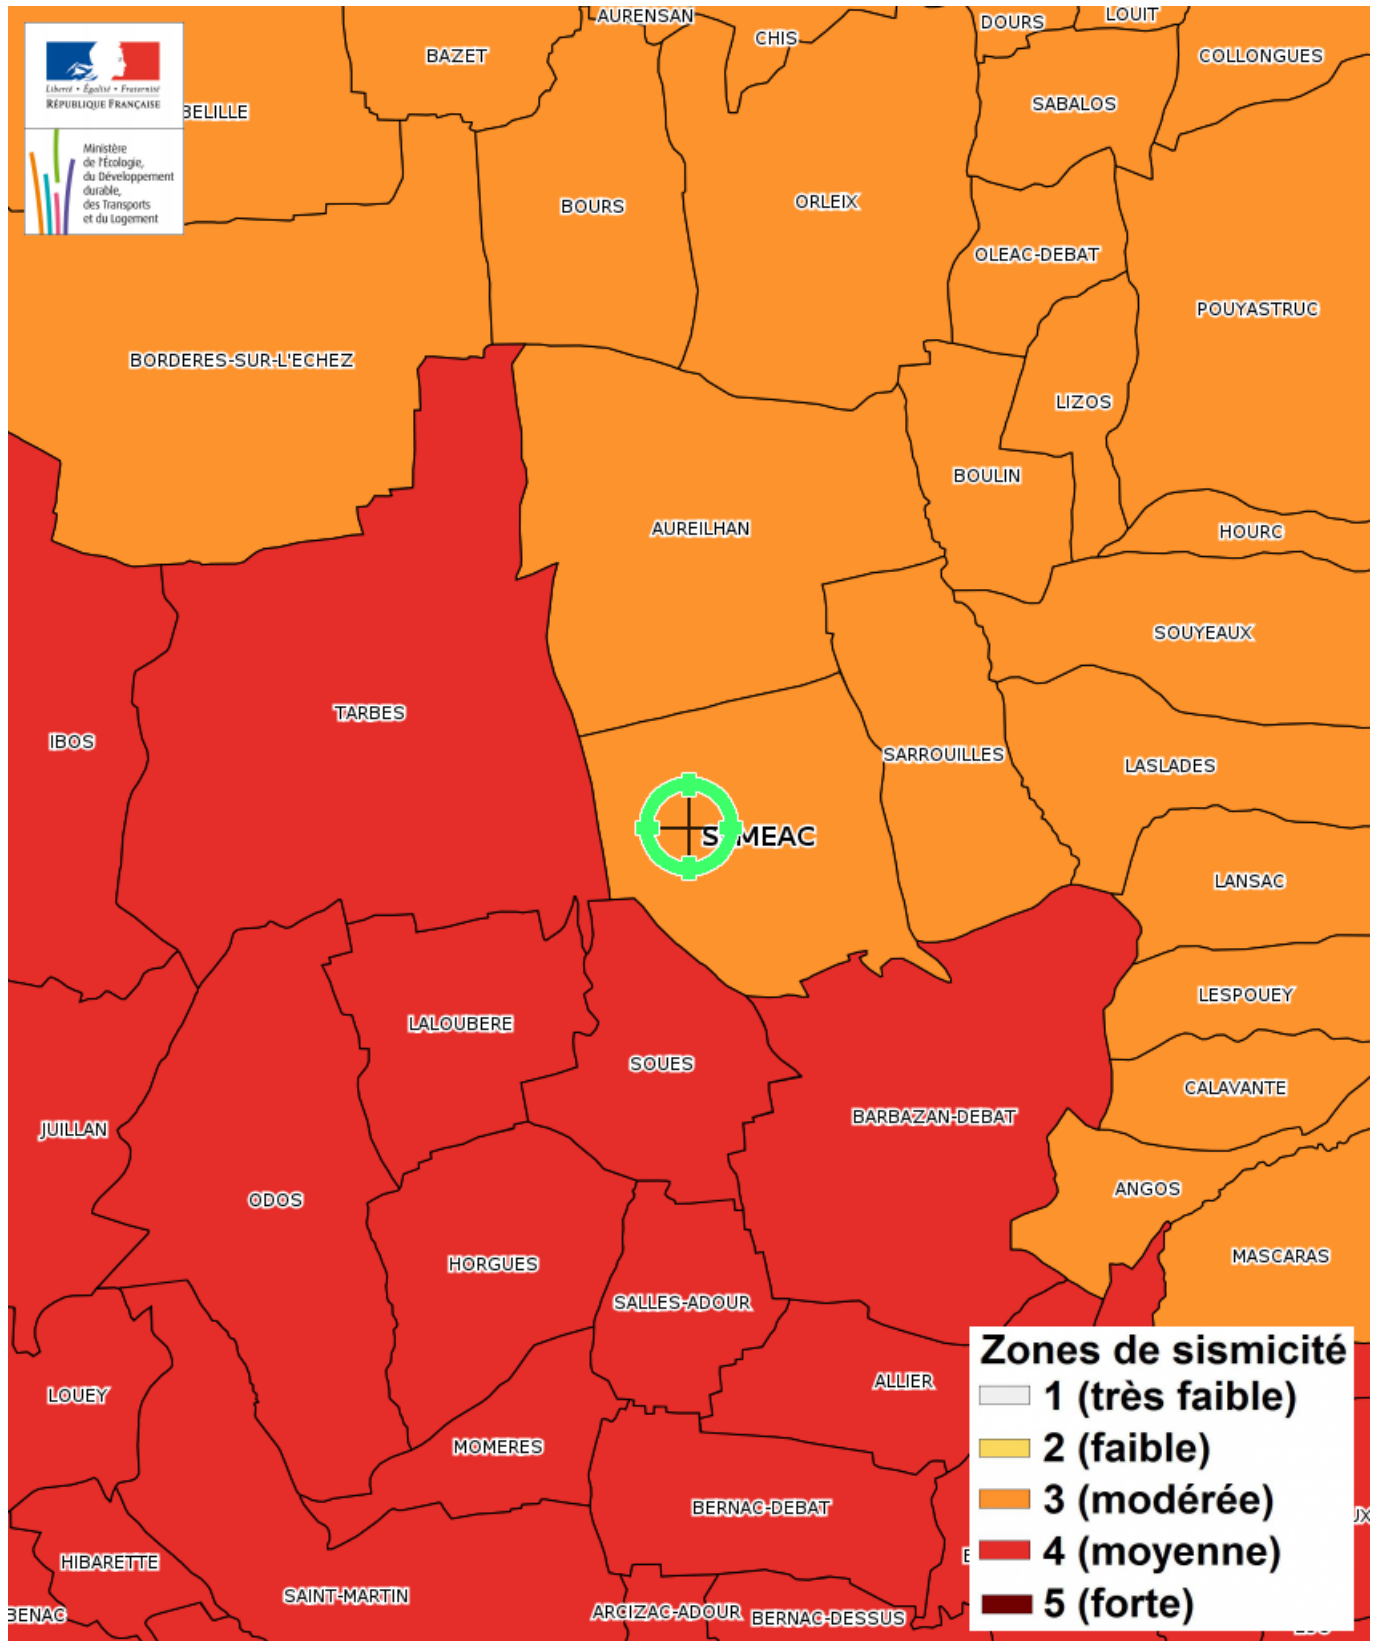 AURENSAN
LOUIT
DOURS
CHIS
BAZET
COLLONGUES
Liberté • Égalité • Fraternité
RÉPUBLIQUE FRANÇAISE
SABALOS
BELILLE
Ministère
de l'Écologie,
du Développement
durable,
des Transports
et du Logement
BOURS
ORLEIX
OLEAC-DEBAT
POUYASTRUC
BORDERES-SUR-L'ECHEZ
LIZOS
BOULIN
AUREILHAN
HOURC
SOUYEAUX
TARBES
IBOS
SARROUILLES
LASLADES
S MEAC
LANSAC
LESPOUEY
LALOUBERE
SOUES
CALAVANTE
BARBAZAN-DEBAT
JUILLAN
ANGOS
ODOS
MASCARAS
HORGUES
SALLES-ADOUR
Zones de sismicité
1 (très faible)
2 (faible)
3 (modérée)
4 (moyenne)
5 (forte)
ALLIER
LOUEY
MOMERES
BERNAC-DEBAT
UX
HIBARETTE
SAINT-MARTIN
BENAC
ARCIZAC-ADOUR
BERNAC-DESSUS